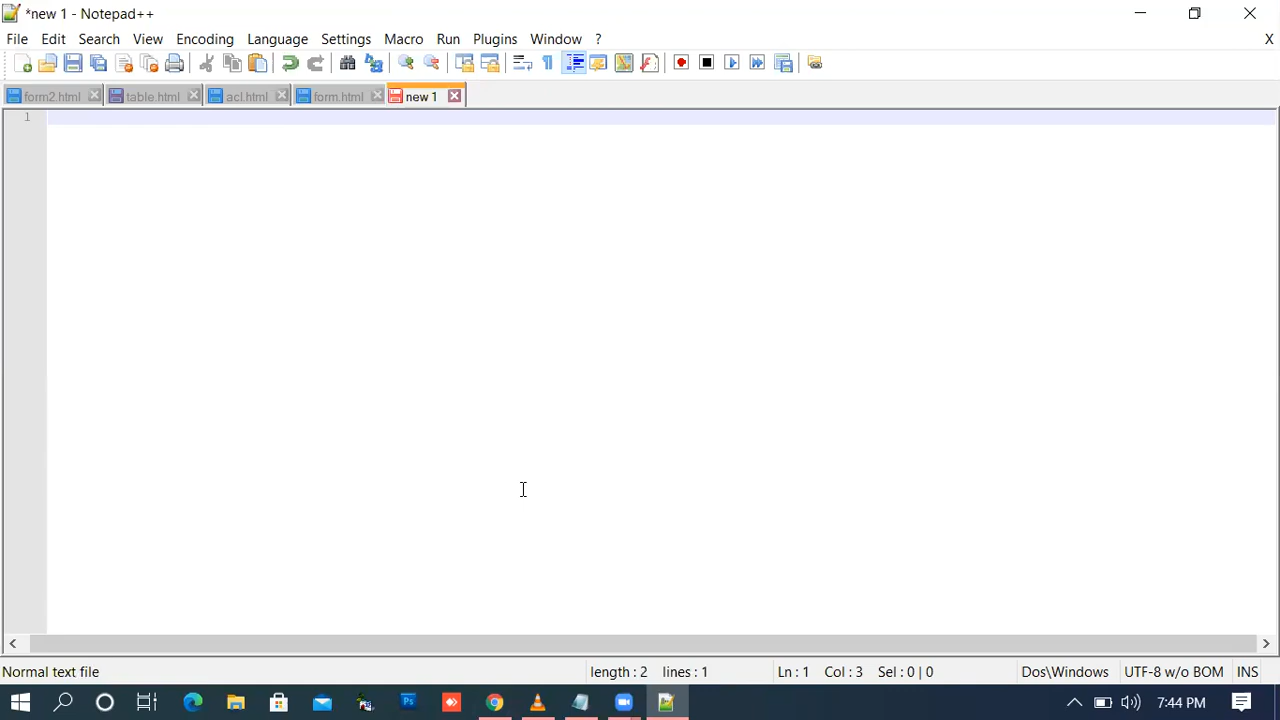 *new 1 - Notepad++
File Edit Search View Encoding Language Settings Macro Run Plugins Window ? X
form2.html table.html acl.html form.html new 1
1
Normal text file length : 2 lines : 1 Ln : 1 Col : 3 Sel : 0 | 0 Dos\Windows UTF-8 w/o BOM INS
Ps 7:44 PM